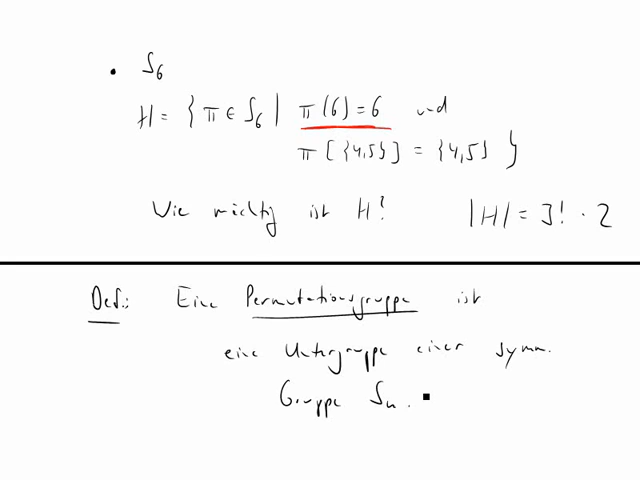 • S₆
H = { π ∈ S₆ | π(6) = 6 und
π[{4,5}] = {4,5} }
Wie mächtig ist H? |H| = 3! · 2
Def.: Eine Permutationsgruppe ist
eine Untergruppe einer symm.
Gruppe Sₙ.